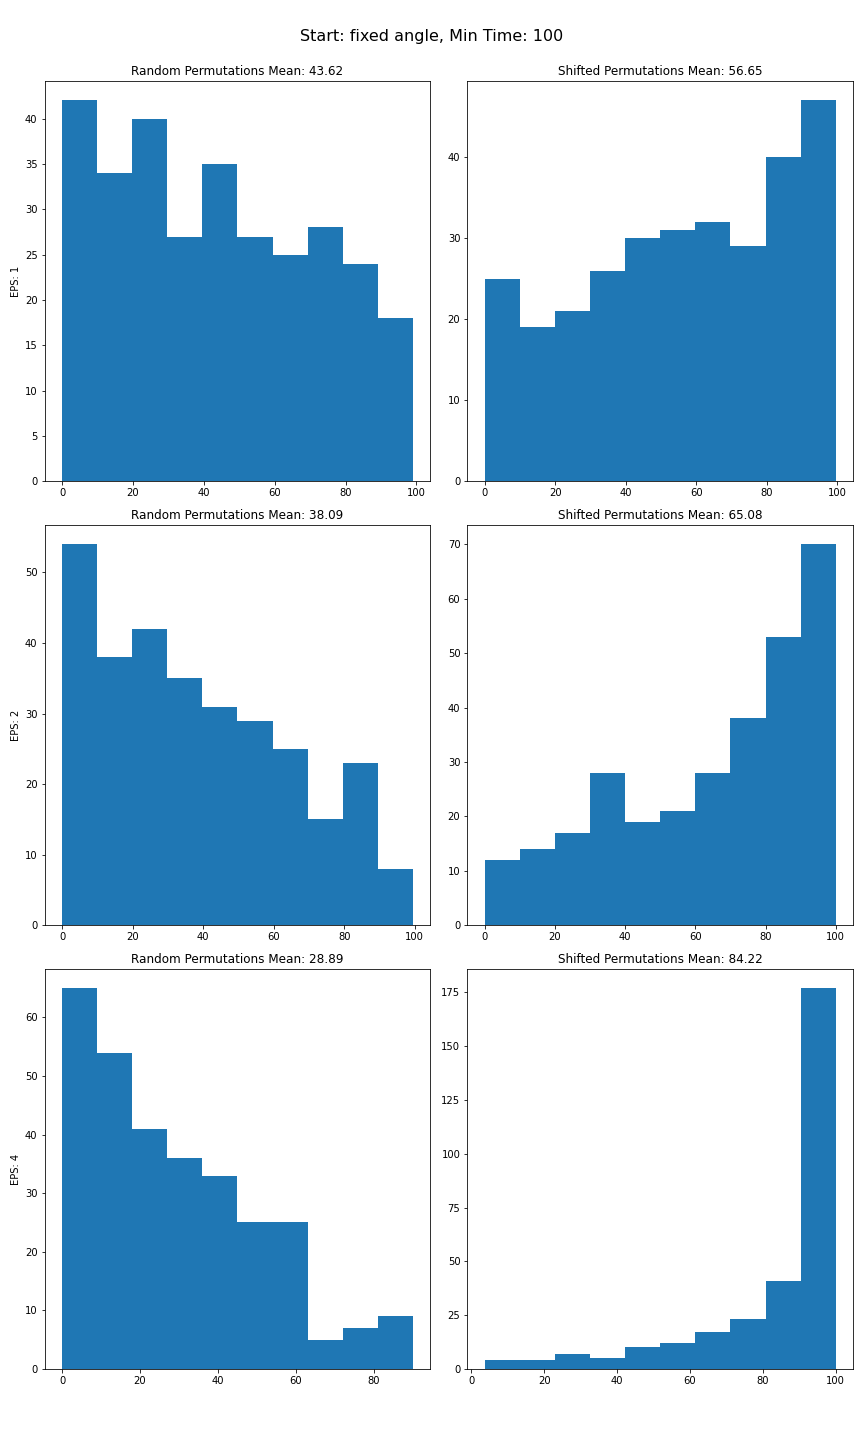 Start: fixed angle, Min Time: 100
Random Permutations Mean: 43.62
EPS: 1
40
35
30
25
20
15
10
5
0
0 20 40 60 80 100
Shifted Permutations Mean: 56.65
40
30
20
10
0
0 20 40 60 80 100
Random Permutations Mean: 38.09
EPS: 2
50
40
30
20
10
0
0 20 40 60 80 100
Shifted Permutations Mean: 65.08
70
60
50
40
30
20
10
0
0 20 40 60 80 100
Random Permutations Mean: 28.89
EPS: 4
60
50
40
30
20
10
0
0 20 40 60 80
Shifted Permutations Mean: 84.22
175
150
125
100
75
50
25
0
0 20 40 60 80 100